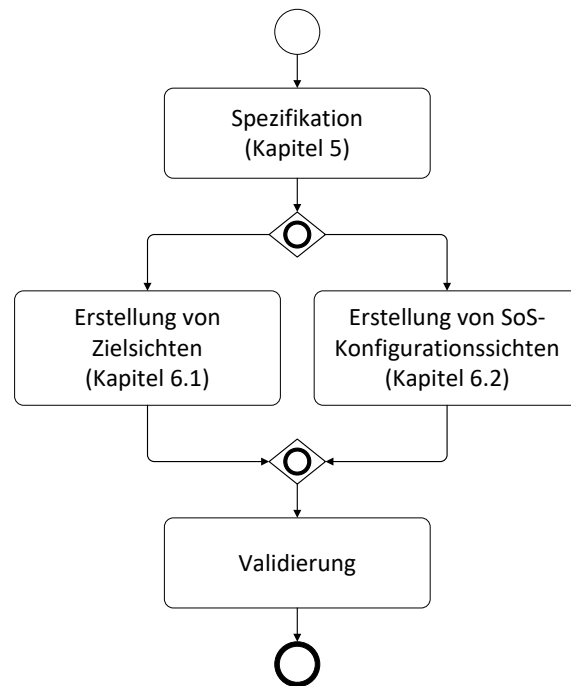 Spezifikation
(Kapitel 5)
Erstellung von
Zielsichten
(Kapitel 6.1)
Erstellung von SoS-
Konfigurationssichten
(Kapitel 6.2)
Validierung